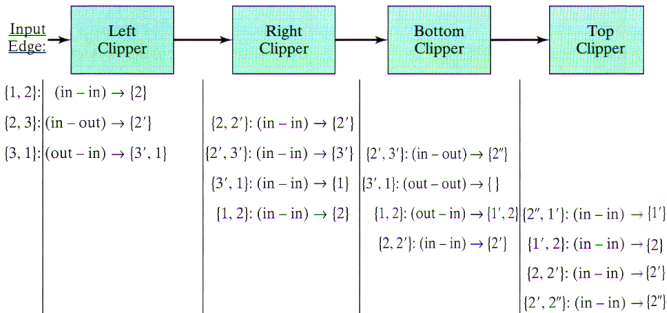 Input Edge:
Left Clipper
Right Clipper
Bottom Clipper
Top Clipper
{1, 2}: (in – in) → {2}
{2, 3}: (in – out) → {2′}
{3, 1}: (out – in) → {3′, 1}
{2, 2′}: (in – in) → {2′}
{2′, 3′}: (in – in) → {3′}
{3′, 1}: (in – in) → {1}
{1, 2}: (in – in) → {2}
{2′, 3′}: (in – out) → {2″}
{3′, 1}: (out – out) → { }
{1, 2}: (out – in) → {1′, 2}
{2, 2′}: (in – in) → {2′}
{2″, 1′}: (in – in) → {1′}
{1′, 2}: (in – in) → {2}
{2, 2′}: (in – in) → {2′}
{2′, 2″}: (in – in) → {2″}